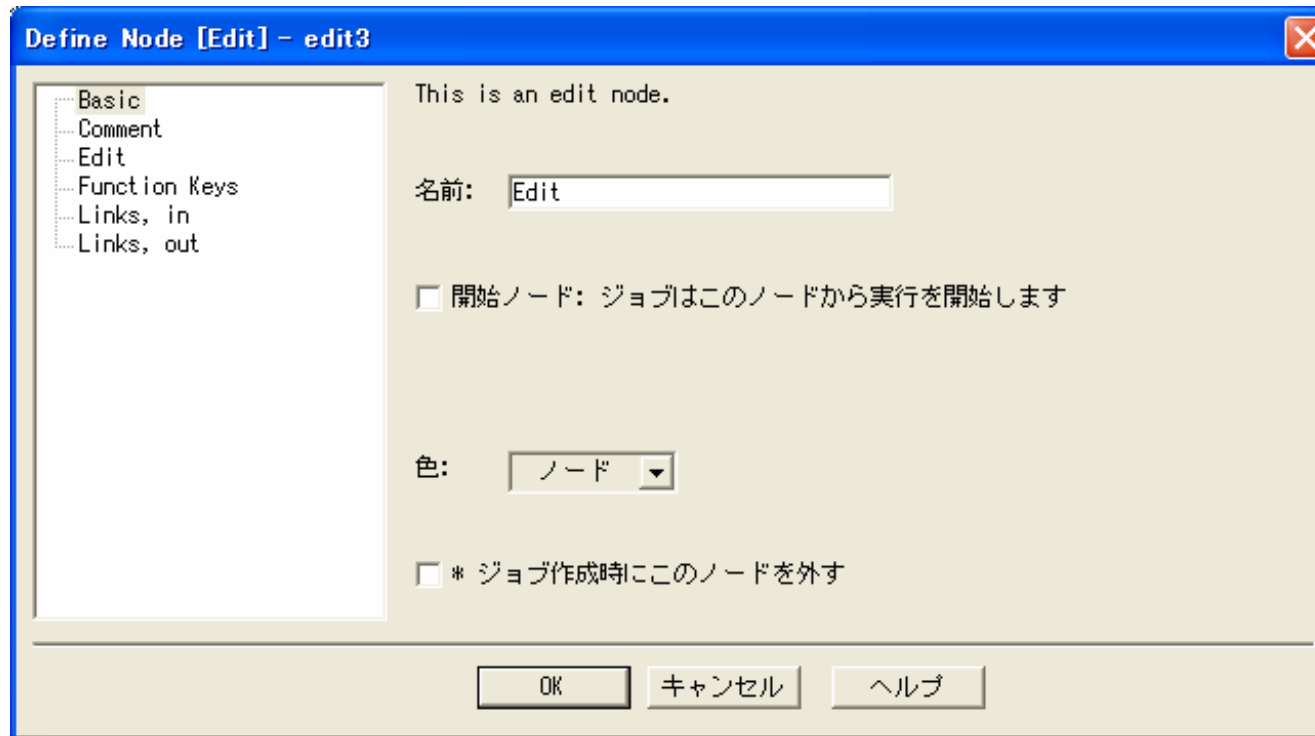 Define Node [Edit] - edit3
Basic
Comment
Edit
Function Keys
Links, in
Links, out
This is an edit node.
名前: Edit
開始ノード: ジョブはこのノードから実行を開始します
色: ノード
* ジョブ作成時にこのノードを外す
OK キャンセル ヘルプ